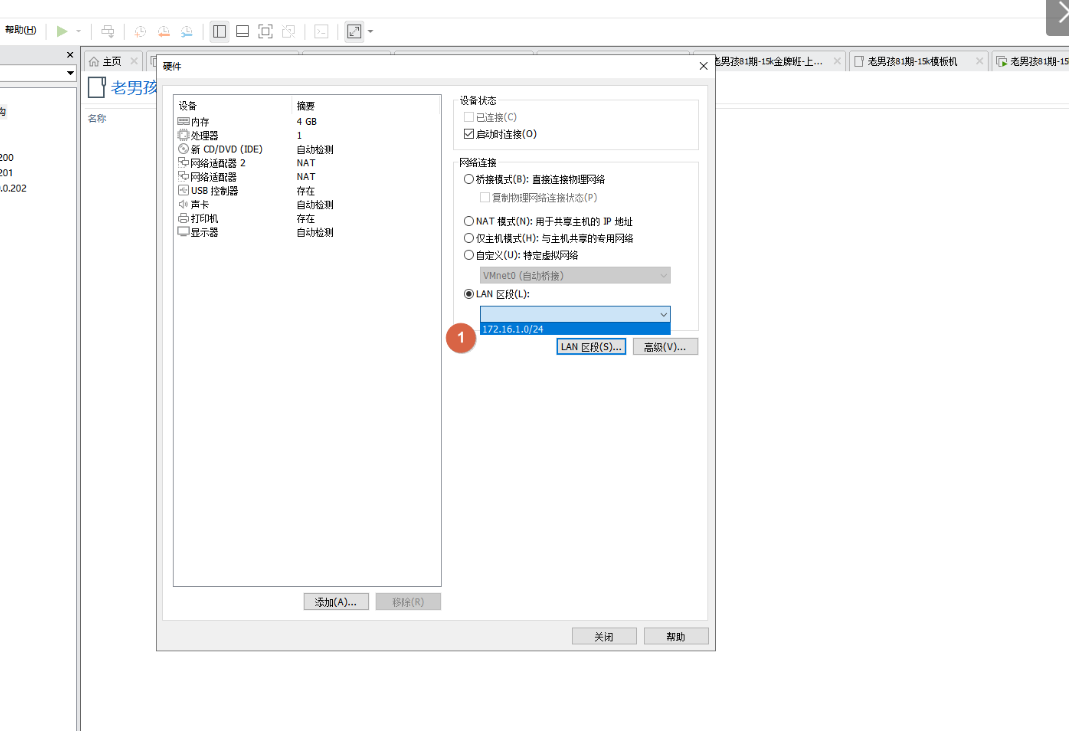 帮助(H)
主页
老男孩81期-15k金牌班-上...
老男孩81期-15k模板机
老男孩81期-15
硬件
老男孩
名称
200
201
.0.202
设备 摘要
内存 4 GB
处理器 1
新 CD/DVD (IDE) 自动检测
网络适配器 2 NAT
网络适配器 NAT
USB 控制器 存在
声卡 自动检测
打印机 存在
显示器 自动检测
添加(A)...
移除(R)
设备状态
已连接(C)
启动时连接(O)
网络连接
桥接模式(B): 直接连接物理网络
复制物理网络连接状态(P)
NAT 模式(N): 用于共享主机的 IP 地址
仅主机模式(H): 与主机共享的专用网络
自定义(U): 特定虚拟网络
VMnet0 (自动桥接)
LAN 区段(L):
172.16.1.0/24
1
LAN 区段(S)...
高级(V)...
关闭
帮助